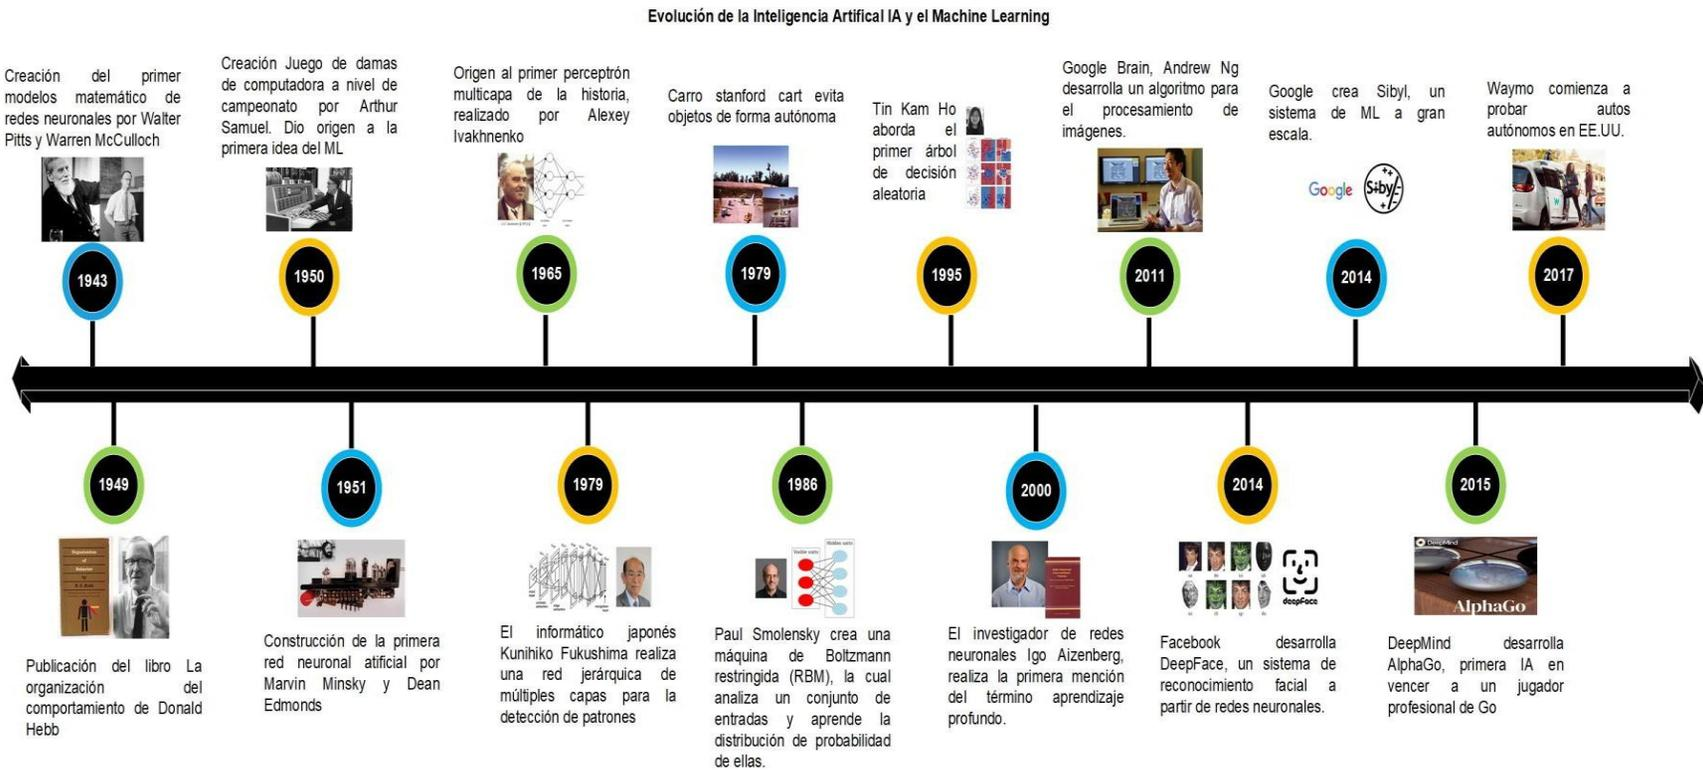 Evolución de la Inteligencia Artifical IA y el Machine Learning
Creación del primer
modelos matemático de
redes neuronales por Walter
Pitts y Warren McCulloch
1943
Creación Juego de damas
de computadora a nivel de
campeonato por Arthur
Samuel. Dio origen a la
primera idea del ML
1950
Origen al primer perceptrón
multicapa de la historia,
realizado por Alexey
Ivakhnenko
1965
Carro stanford cart evita
objetos de forma autónoma
1979
Tin Kam Ho
aborda el
primer árbol
de decisión
aleatoria
1995
Google Brain, Andrew Ng
desarrolla un algoritmo para
el procesamiento de
imágenes.
2011
Google crea Sibyl, un
sistema de ML a gran
escala.
Google
Sibyl
2014
Waymo comienza a
probar autos
autónomos en EE.UU.
2017
1949
Publicación del libro La
organización del
comportamiento de Donald
Hebb
1951
Construcción de la primera
red neuronal atificial por
Marvin Minsky y Dean
Edmonds
1979
El informático japonés
Kunihiko Fukushima realiza
una red jerárquica de
múltiples capas para la
detección de patrones
1986
Visible units
Hidden units
Paul Smolensky crea una
máquina de Boltzmann
restringida (RBM), la cual
analiza un conjunto de
entradas y aprende la
distribución de probabilidad
de ellas.
2000
El investigador de redes
neuronales Igo Aizenberg,
realiza la primera mención
del término aprendizaje
profundo.
2014
deepFace
Facebook desarrolla
DeepFace, un sistema de
reconocimiento facial a
partir de redes neuronales.
2015
DeepMind
AlphaGo
DeepMind desarrolla
AlphaGo, primera IA en
vencer a un jugador
profesional de Go